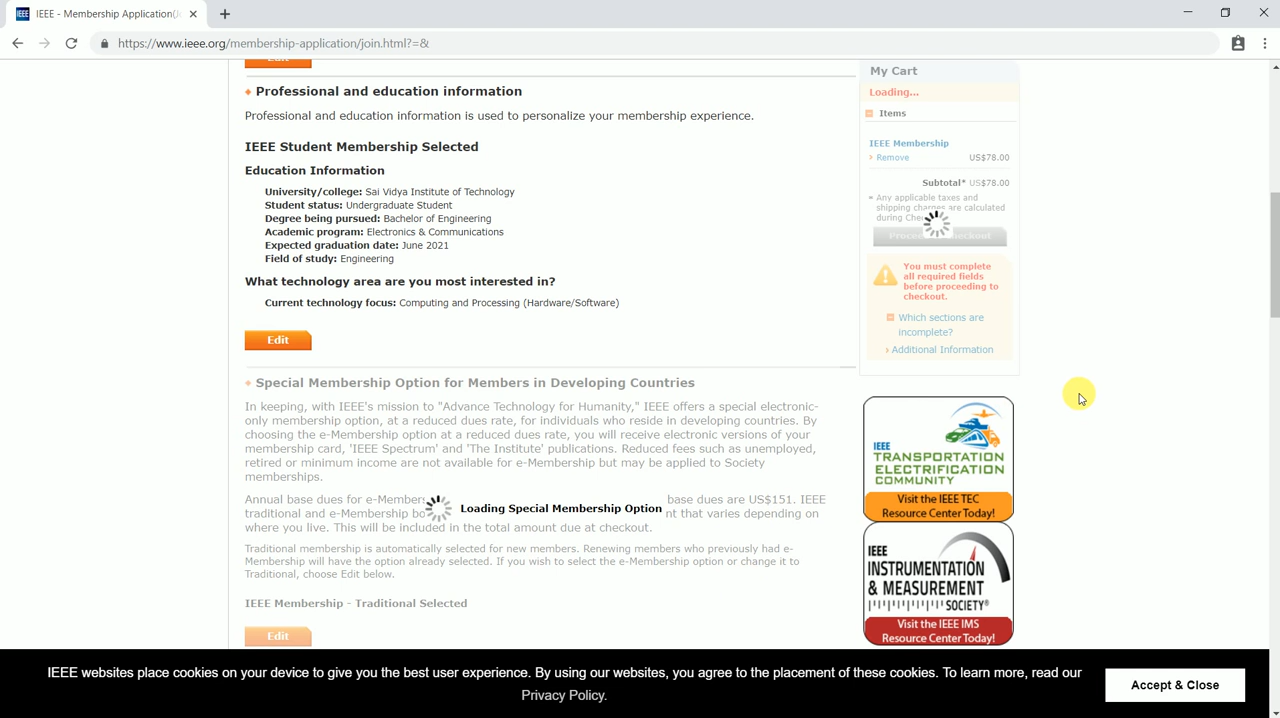 IEEE - Membership Application(J
https://www.ieee.org/membership-application/join.html?=&
Edit
Professional and education information
Professional and education information is used to personalize your membership experience.
IEEE Student Membership Selected
Education Information
University/college: Sai Vidya Institute of Technology
Student status: Undergraduate Student
Degree being pursued: Bachelor of Engineering
Academic program: Electronics & Communications
Expected graduation date: June 2021
Field of study: Engineering
What technology area are you most interested in?
Current technology focus: Computing and Processing (Hardware/Software)
Edit
Special Membership Option for Members in Developing Countries
In keeping, with IEEE's mission to "Advance Technology for Humanity," IEEE offers a special electronic-
only membership option, at a reduced dues rate, for individuals who reside in developing countries. By
choosing the e-Membership option at a reduced dues rate, you will receive electronic versions of your
membership card, 'IEEE Spectrum' and 'The Institute' publications. Reduced fees such as unemployed,
retired or minimum income are not available for e-Membership but may be applied to Society
memberships.
Annual base dues for e-Members base dues are US$151. IEEE
traditional and e-Membership bo nt that varies depending on
where you live. This will be included in the total amount due at checkout.
Loading Special Membership Option
Traditional membership is automatically selected for new members. Renewing members who previously had e-
Membership will have the option already selected. If you wish to select the e-Membership option or change it to
Traditional, choose Edit below.
IEEE Membership - Traditional Selected
Edit
My Cart
Loading...
Items
IEEE Membership
Remove US$78.00
Subtotal* US$78.00
* Any applicable taxes and
shipping charges are calculated
during Che
Procee eckout
You must complete
all required fields
before proceeding to
checkout.
Which sections are
incomplete?
Additional Information
IEEE
TRANSPORTATION
ELECTRIFICATION
COMMUNITY
Visit the IEEE TEC
Resource Center Today!
IEEE
INSTRUMENTATION
& MEASUREMENT
SOCIETY®
Visit the IEEE IMS
Resource Center Today!
IEEE websites place cookies on your device to give you the best user experience. By using our websites, you agree to the placement of these cookies. To learn more, read our
Privacy Policy.
Accept & Close